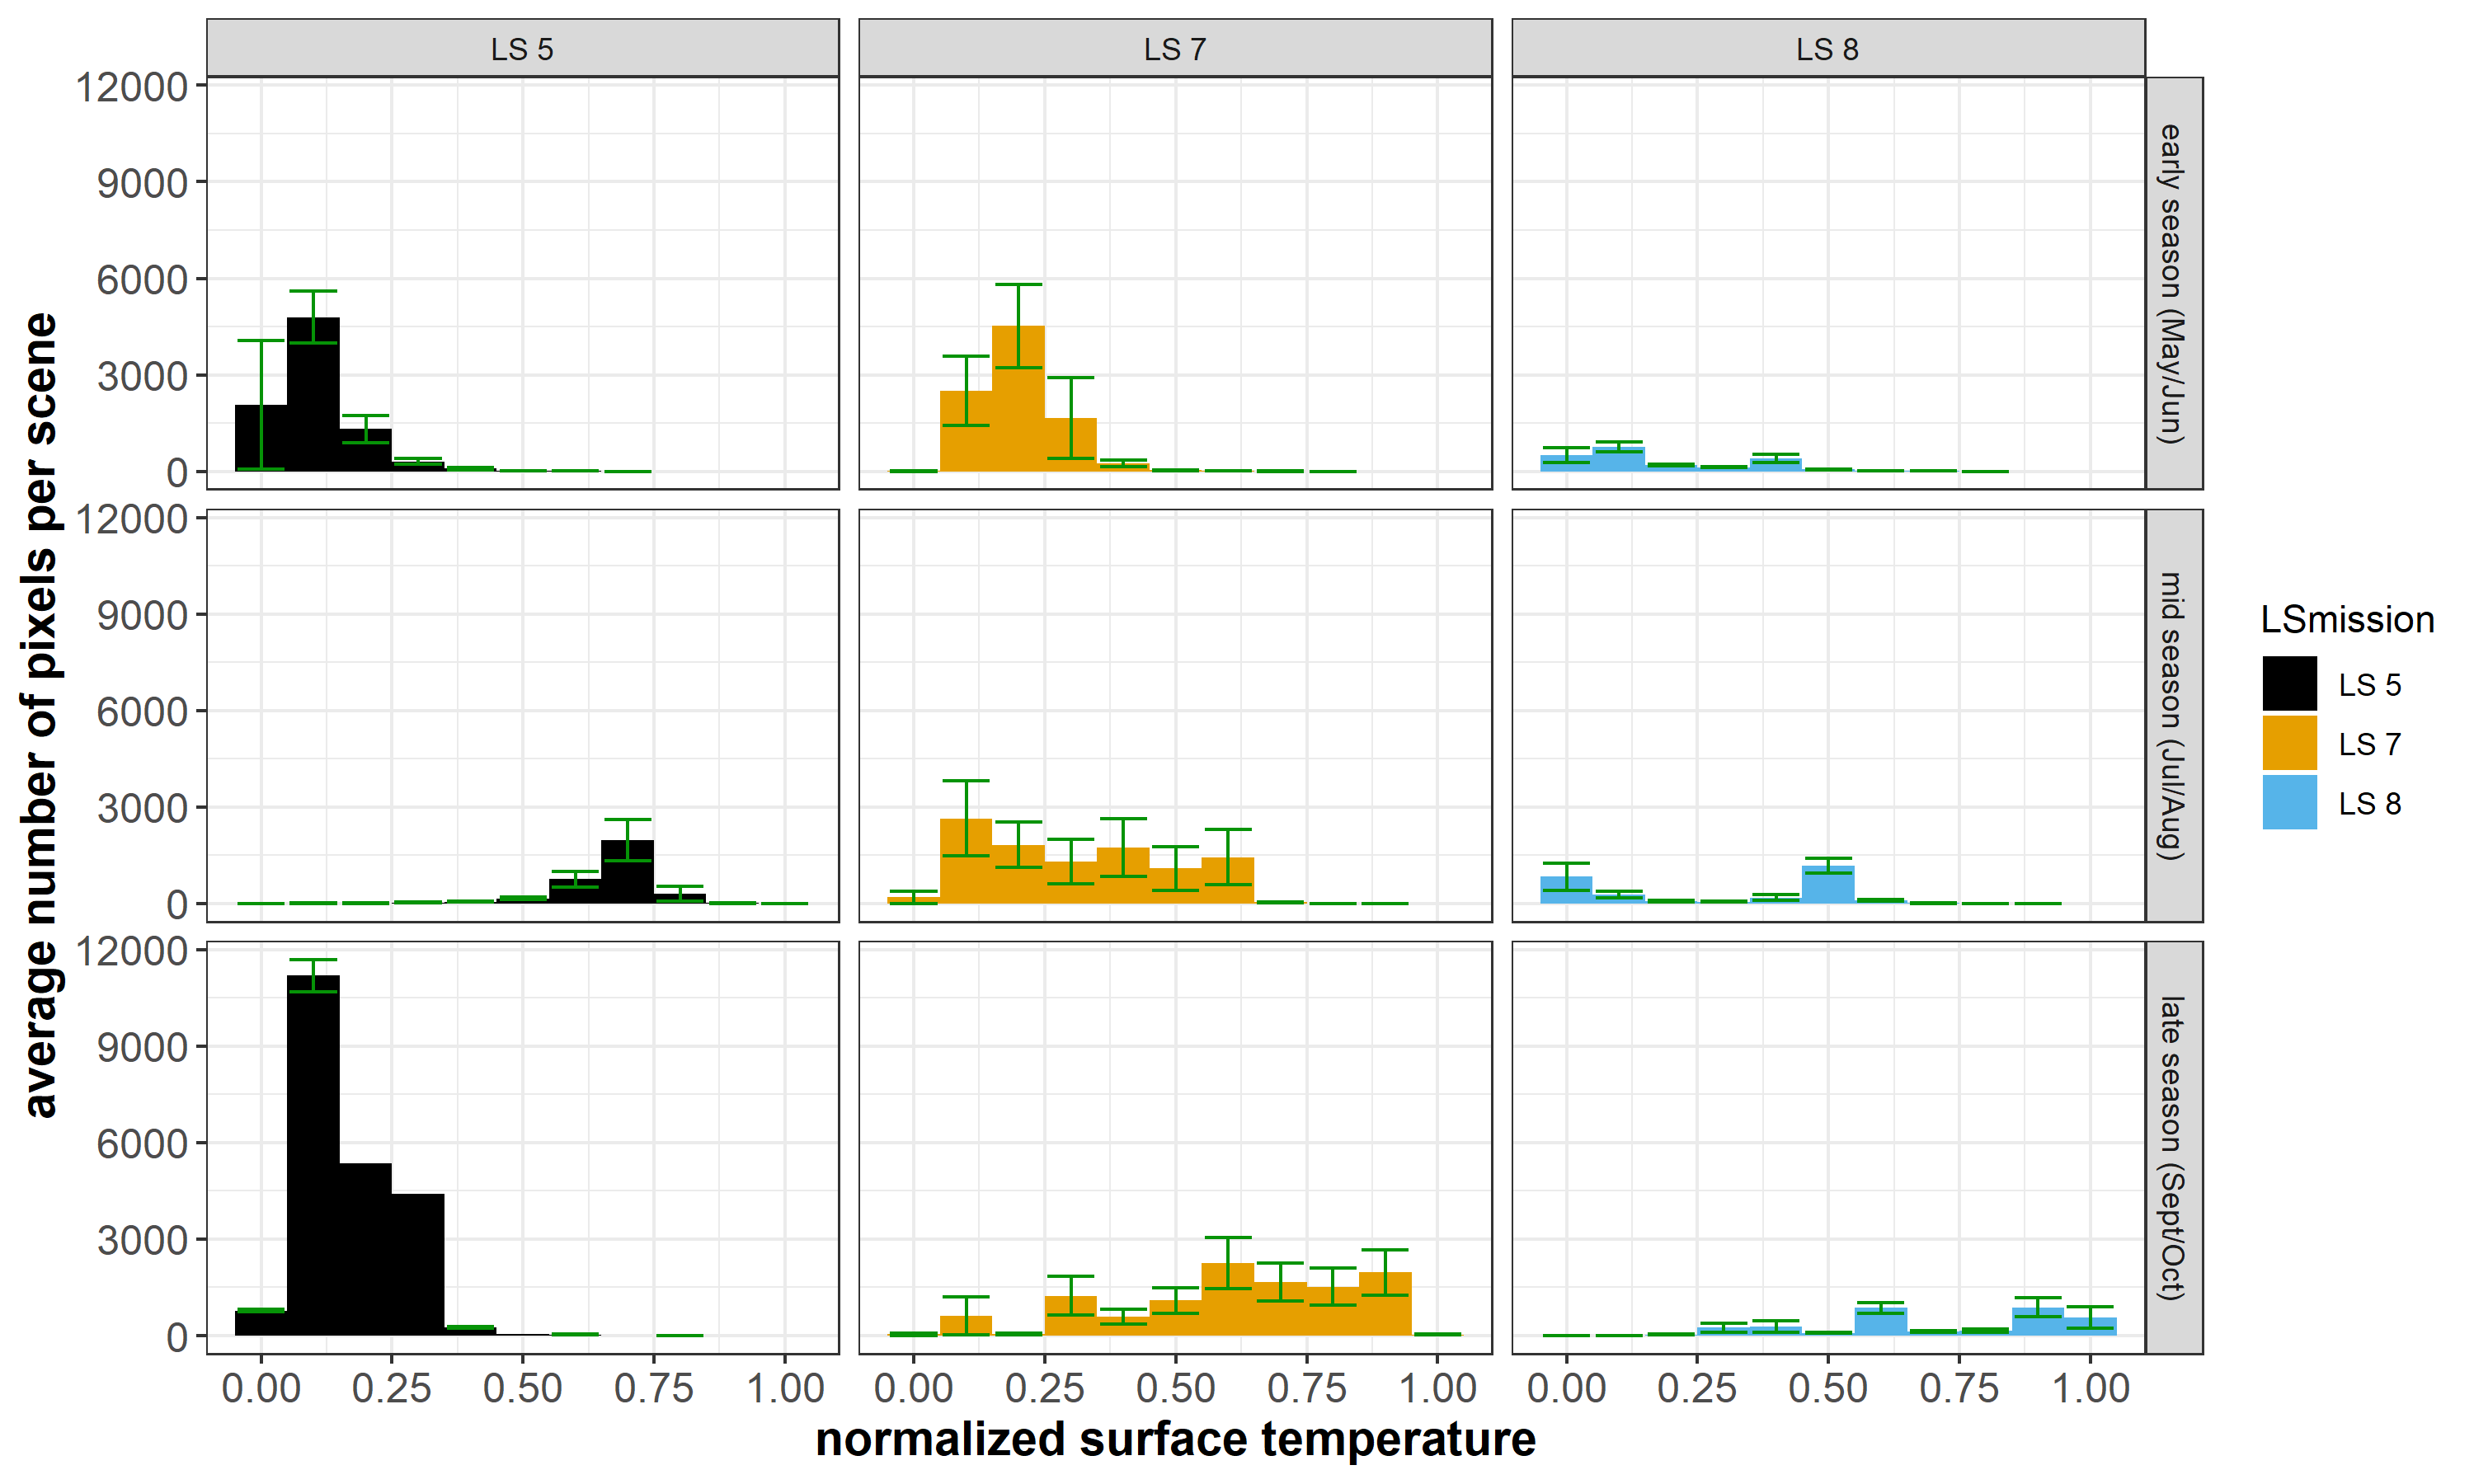 LS 5
LS 7
LS 8
12000
9000
6000
3000
0
early season (May/Jun)
12000
9000
6000
3000
0
mid season (Jul/Aug)
12000
9000
6000
3000
0
late season (Sept/Oct)
0.00 0.25 0.50 0.75 1.00
0.00 0.25 0.50 0.75 1.00
0.00 0.25 0.50 0.75 1.00
normalized surface temperature
average number of pixels per scene
LSmission
LS 5
LS 7
LS 8